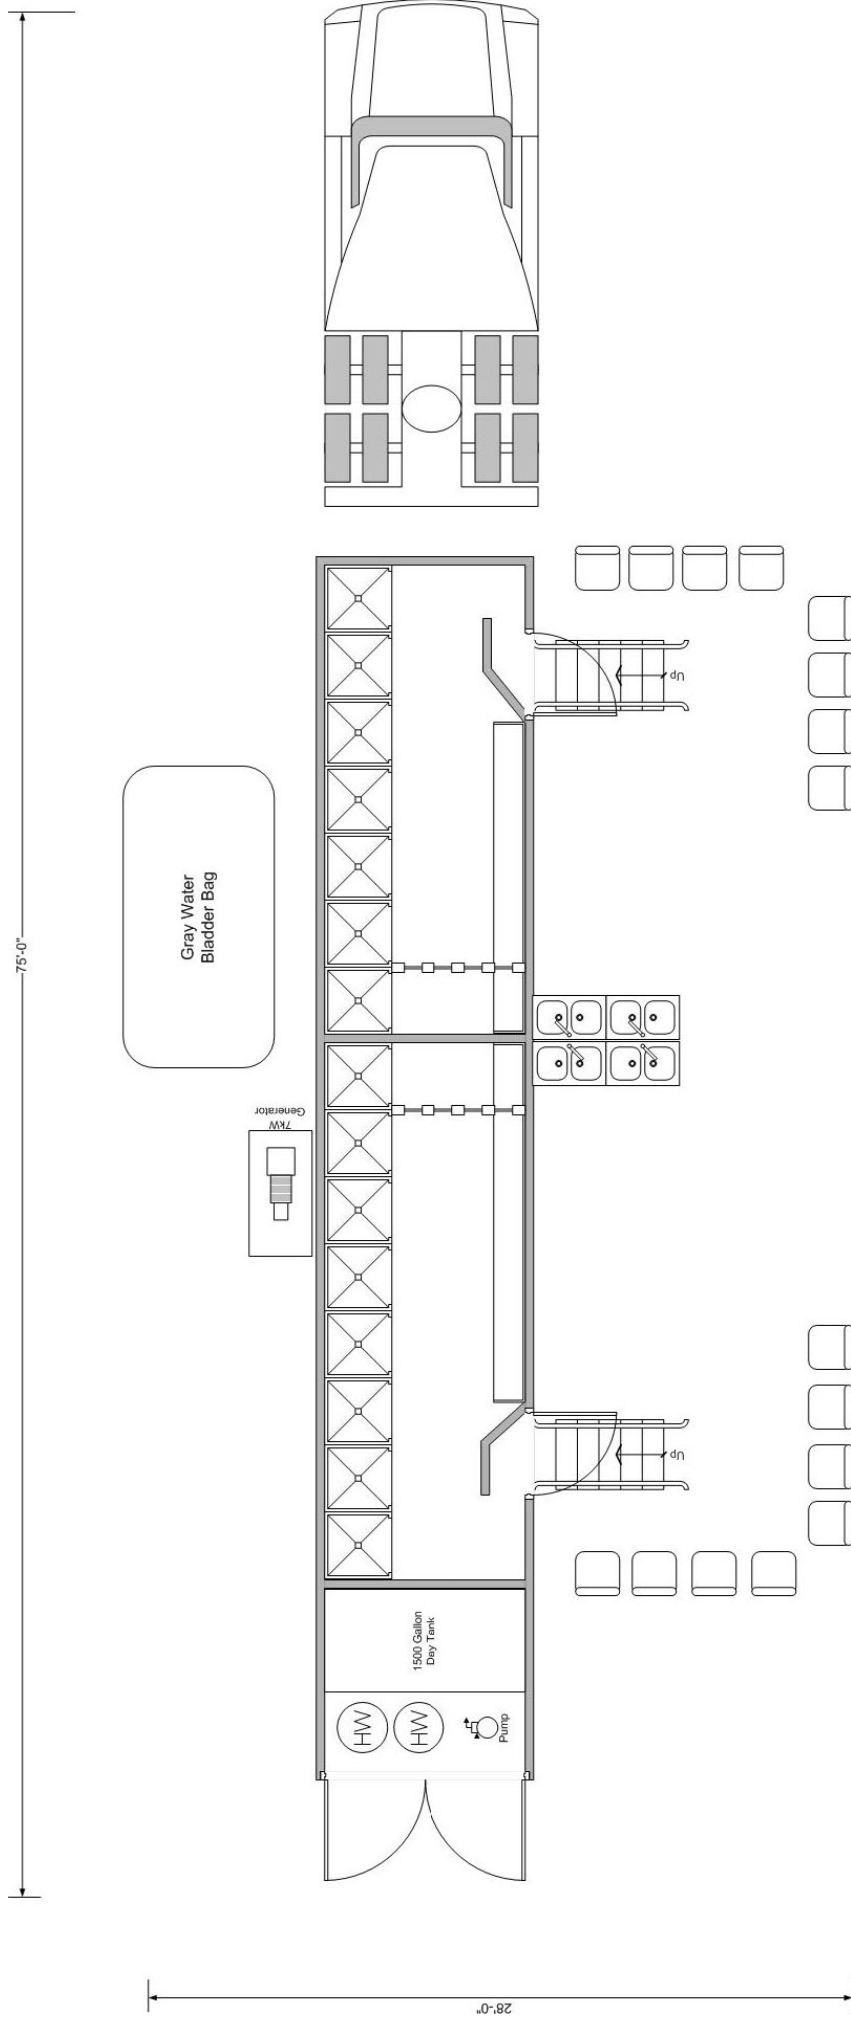 75'-0"
Up
Gray Water
Bladder Bag
7kW
Generator
Up
1500 Gallon
Day Tank
HW
HW
Pump
28'-0"